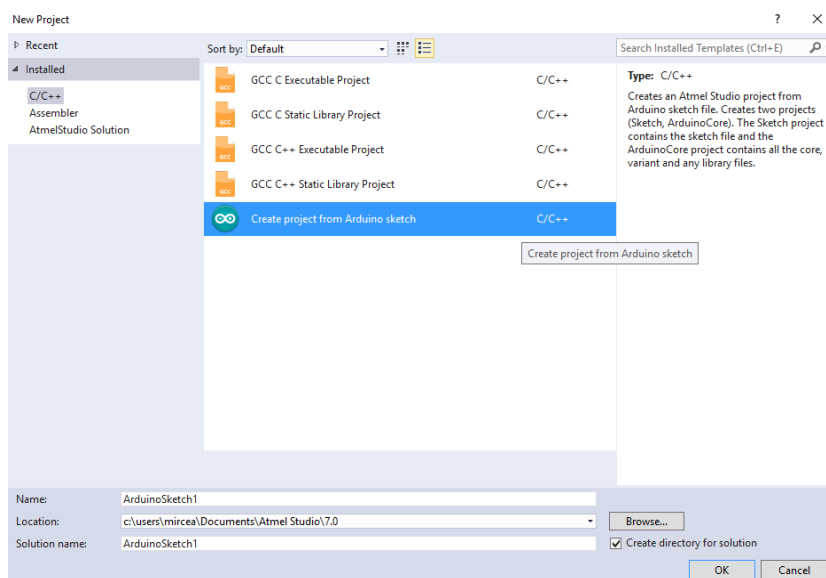 New Project
?
Recent
Sort by: Default
Search Installed Templates (Ctrl+E)
Installed
C/C++
Assembler
AtmelStudio Solution
GCC C Executable Project C/C++
GCC C Static Library Project C/C++
GCC C++ Executable Project C/C++
GCC C++ Static Library Project C/C++
Create project from Arduino sketch C/C++
Create project from Arduino sketch
Type: C/C++
Creates an Atmel Studio project from
Arduino sketch file. Creates two projects
(Sketch, ArduinoCore). The Sketch project
contains the sketch file and the
ArduinoCore project contains all the core,
variant and any library files.
Name: ArduinoSketch1
Location: c:\users\mircea\Documents\Atmel Studio\7.0 Browse...
Solution name: ArduinoSketch1
Create directory for solution
OK Cancel